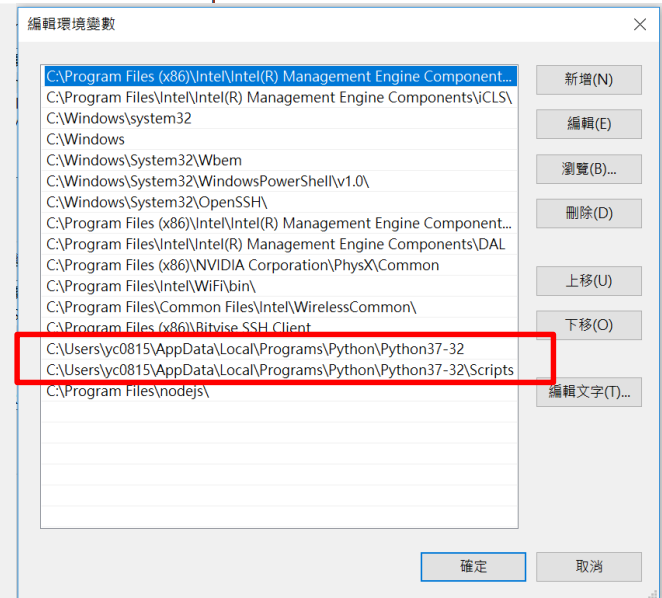 編輯環境變數
C:\Program Files (x86)\Intel\Intel(R) Management Engine Component...
新增(N)
C:\Program Files\Intel\Intel(R) Management Engine Components\iCLS\
C:\Windows\system32
編輯(E)
C:\Windows
C:\Windows\System32\Wbem
瀏覽(B)...
C:\Windows\System32\WindowsPowerShell\v1.0\
C:\Windows\System32\OpenSSH\
刪除(D)
C:\Program Files (x86)\Intel\Intel(R) Management Engine Component...
C:\Program Files\Intel\Intel(R) Management Engine Components\DAL
C:\Program Files (x86)\NVIDIA Corporation\PhysX\Common
上移(U)
C:\Program Files\Intel\WiFi\bin\
C:\Program Files\Common Files\Intel\WirelessCommon\
下移(O)
C:\Program Files (x86)\Bitvise SSH Client
C:\Users\yc0815\AppData\Local\Programs\Python\Python37-32
C:\Users\yc0815\AppData\Local\Programs\Python\Python37-32\Scripts
C:\Program Files\nodejs\
編輯文字(T)...
確定
取消